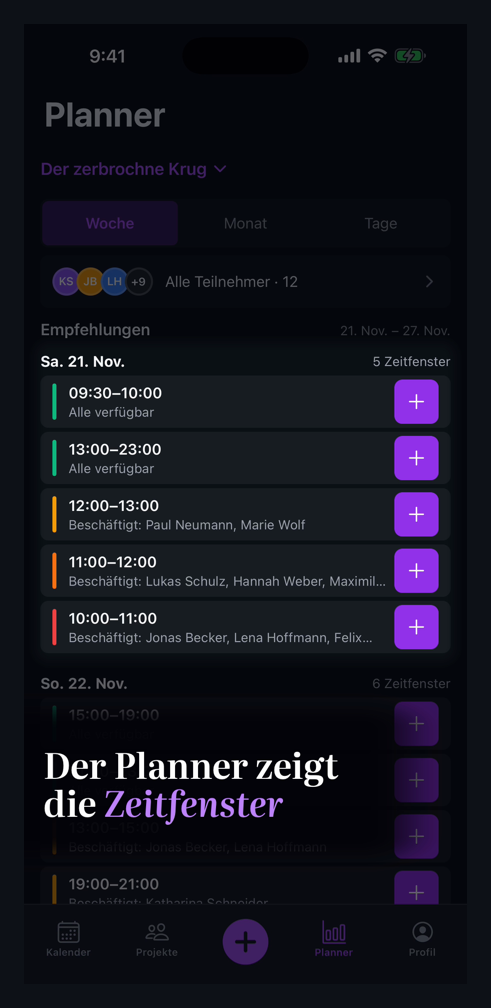 9:41
Planner
Der zerbrochne Krug
Woche Monat Tage
KS JB LH +9 Alle Teilnehmer · 12
Empfehlungen 21. Nov. – 27. Nov.
Sa. 21. Nov. 5 Zeitfenster
09:30–10:00
Alle verfügbar
13:00–23:00
Alle verfügbar
12:00–13:00
Beschäftigt: Paul Neumann, Marie Wolf
11:00–12:00
Beschäftigt: Lukas Schulz, Hannah Weber, Maximil...
10:00–11:00
Beschäftigt: Jonas Becker, Lena Hoffmann, Felix...
So. 22. Nov. 6 Zeitfenster
15:00–19:00
Der Planner zeigt
die Zeitfenster
13:00–15:00
Beschäftigt: Jonas Becker, Lena Hoffmann
19:00–21:00
Beschäftigt: Katharina Schneider
Kalender Projekte Planner Profil